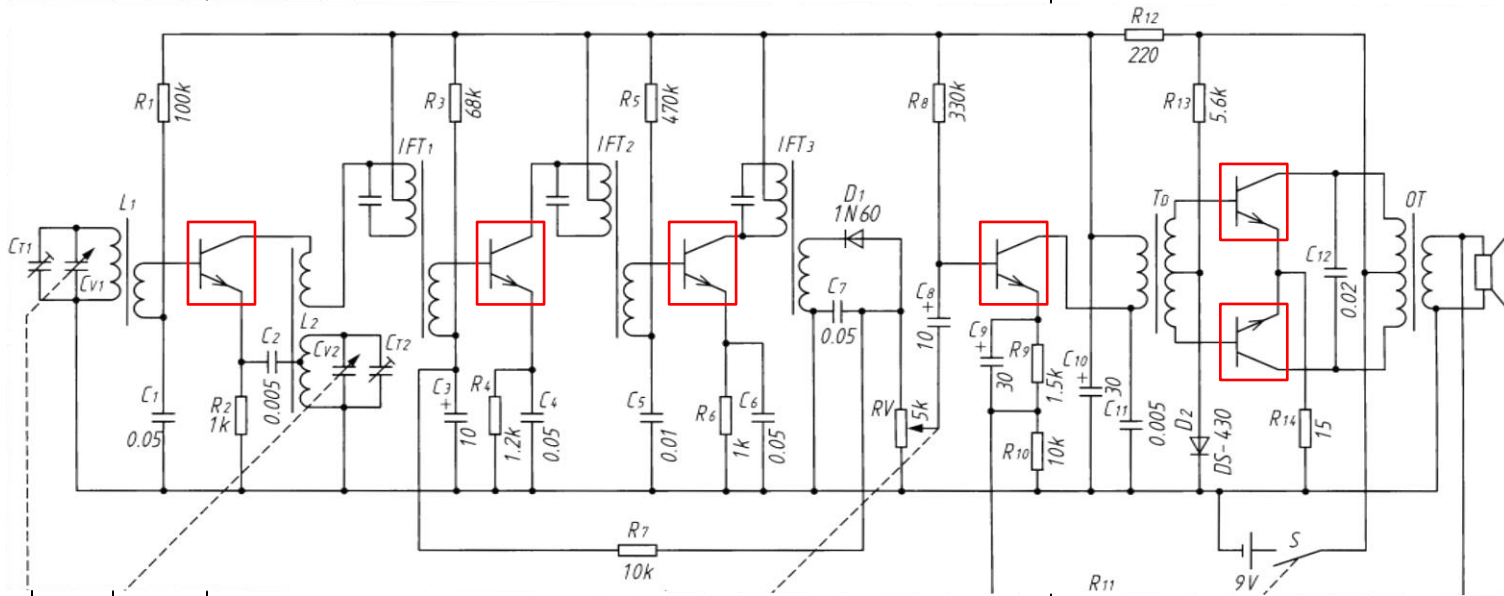 R12
220
R1
100k
R3
68k
R5
470k
R8
330k
R13
5.6k
IFT1
IFT2
IFT3
L1
D1
1N60
TD
OT
CT1
CV1
C12
0.02
C2
0.005
L2
CV2
CT2
C7
0.05
C8
+
10
C1
0.05
R2
1k
C3
+
10
R4
1.2k
C4
0.05
C5
0.01
R6
1k
C6
0.05
RV
5k
C9
+
30
R9
1.5k
R10
10k
C10
+
30
C11
0.005
D2
DS-430
R14
15
R7
10k
S
9V
R11